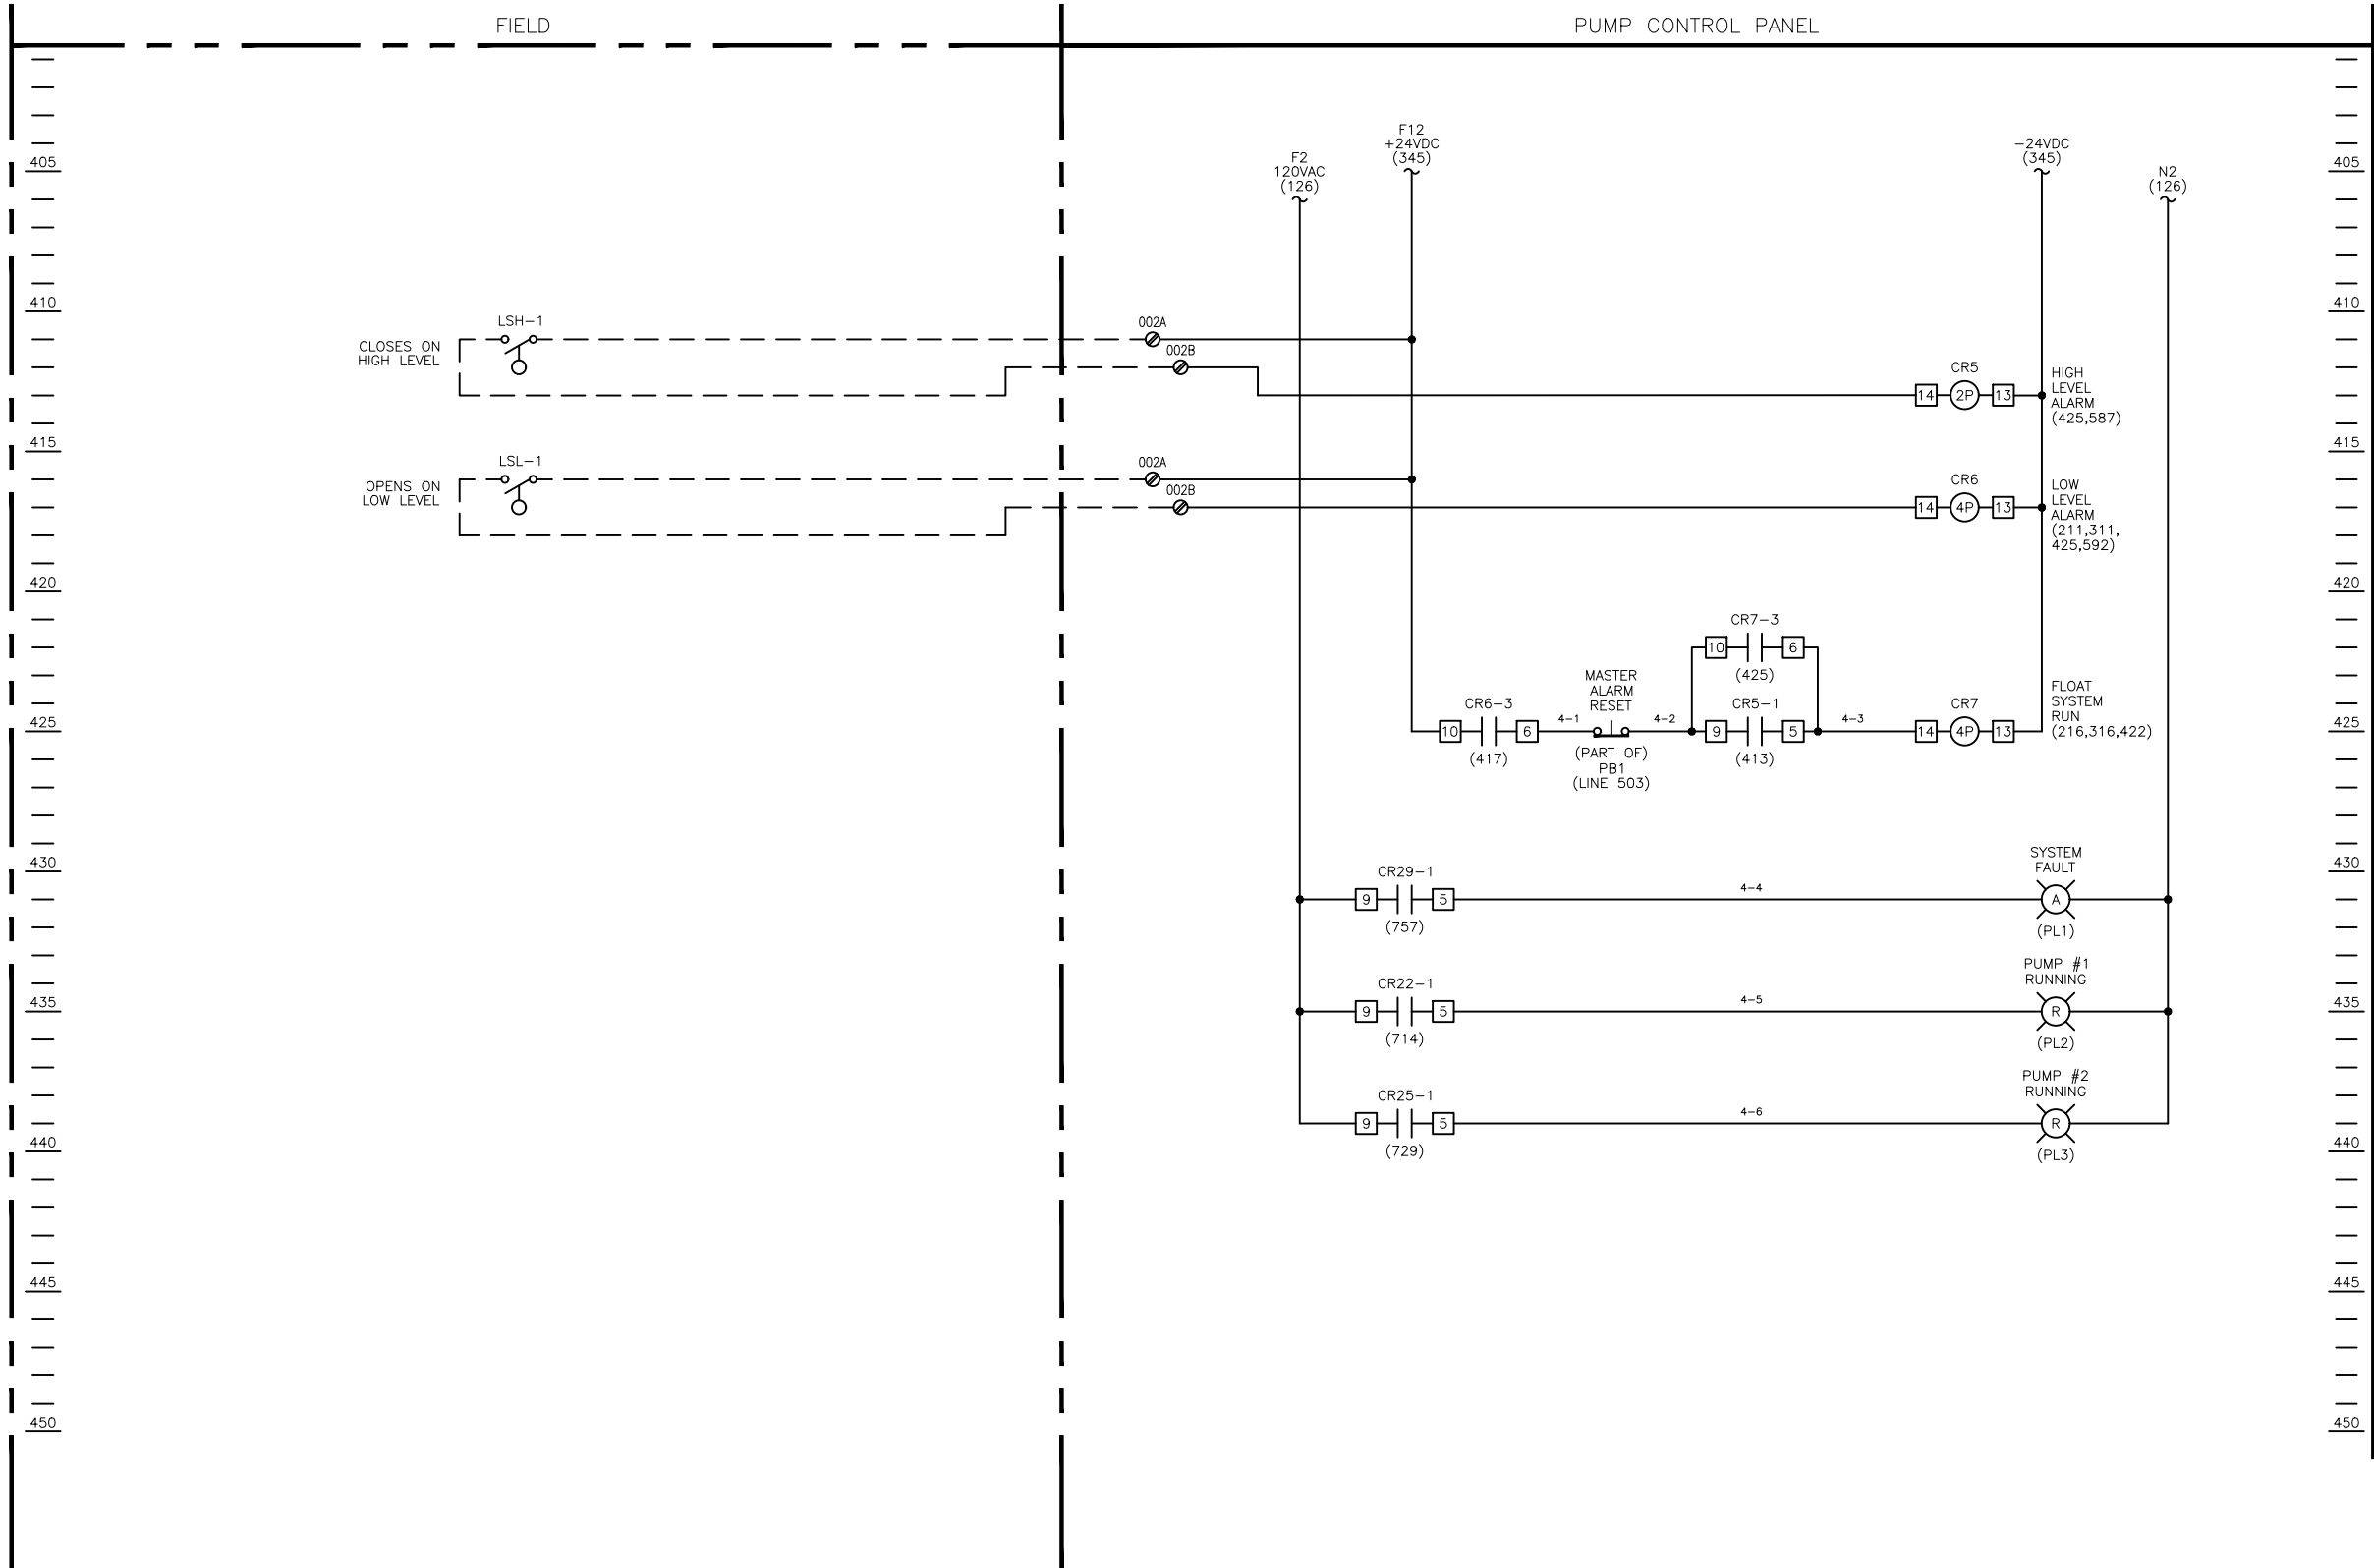 FIELD
PUMP CONTROL PANEL
F12
+24VDC
(345)
-24VDC
(345)
F2
120VAC
(126)
N2
(126)
405
405
410
410
LSH-1
CLOSES ON
HIGH LEVEL
002A
002B
CR5
14
2P
13
HIGH
LEVEL
ALARM
(425,587)
415
415
LSL-1
OPENS ON
LOW LEVEL
002A
002B
CR6
14
4P
13
LOW
LEVEL
ALARM
(211,311,
425,592)
420
420
CR7-3
10
6
(425)
CR6-3
10
6
(417)
4-1
MASTER
ALARM
RESET
(PART OF)
PB1
(LINE 503)
4-2
CR5-1
9
5
(413)
4-3
CR7
14
4P
13
FLOAT
SYSTEM
RUN
(216,316,422)
425
425
430
430
CR29-1
9
5
(757)
4-4
SYSTEM
FAULT
A
(PL1)
435
435
CR22-1
9
5
(714)
4-5
PUMP #1
RUNNING
R
(PL2)
CR25-1
9
5
(729)
4-6
PUMP #2
RUNNING
R
(PL3)
440
440
445
445
450
450